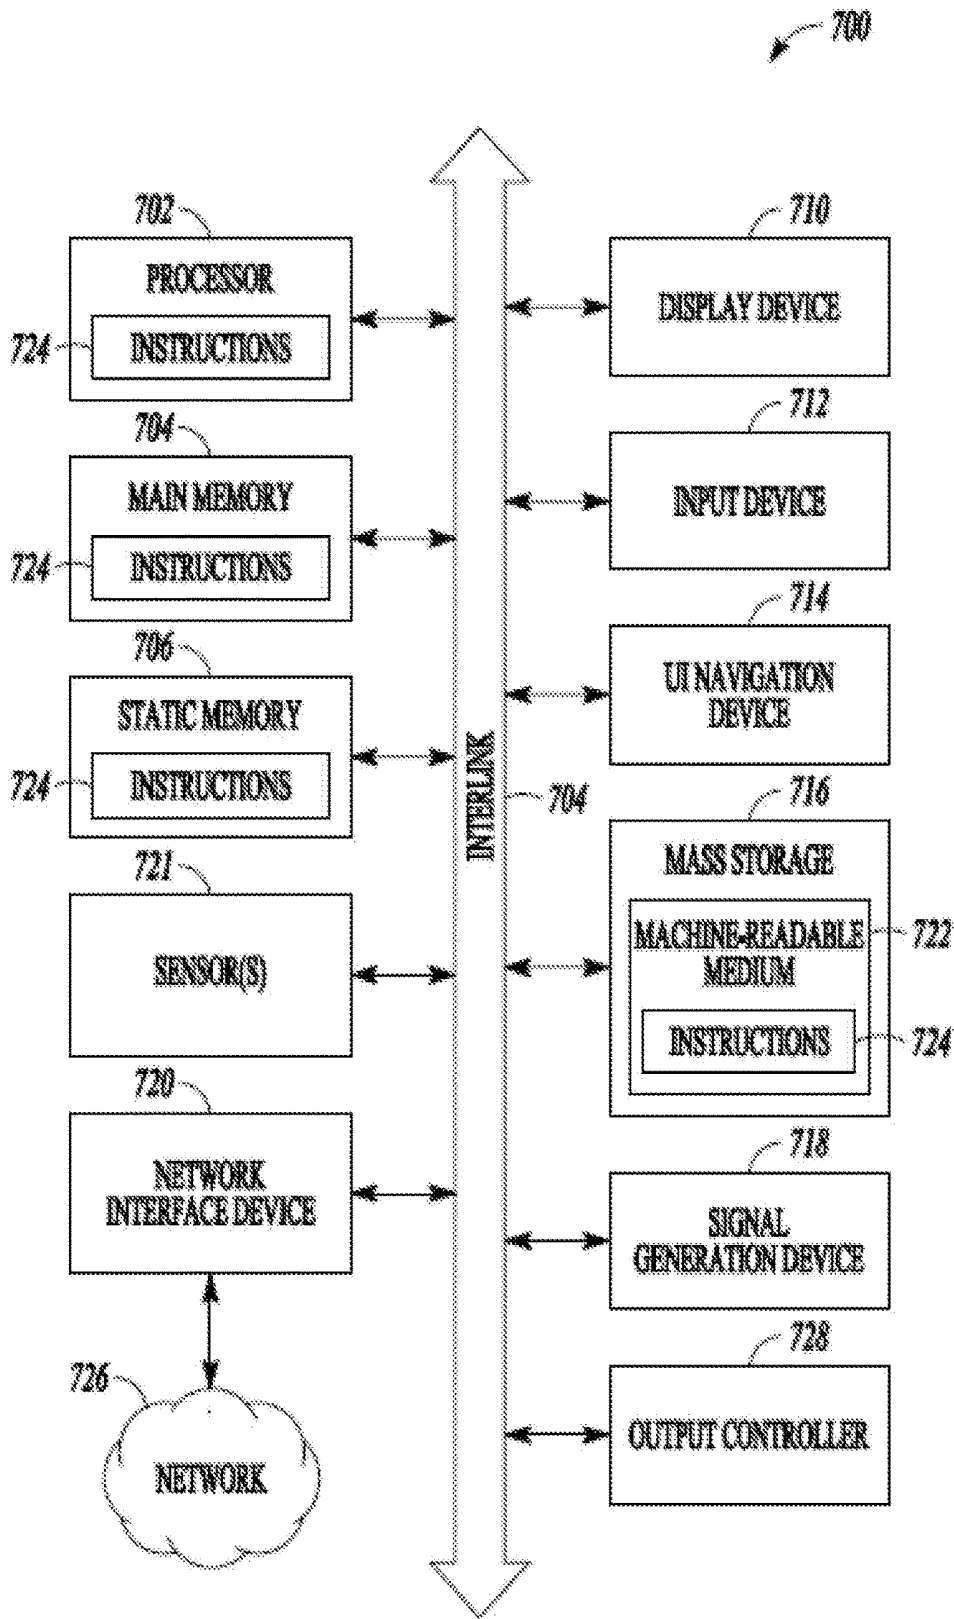 700
702
PROCESSOR
724
INSTRUCTIONS
704
MAIN MEMORY
724
INSTRUCTIONS
706
STATIC MEMORY
724
INSTRUCTIONS
721
SENSOR(S)
720
NETWORK
INTERFACE DEVICE
726
NETWORK
INTERLINK
704
710
DISPLAY DEVICE
712
INPUT DEVICE
714
UI NAVIGATION
DEVICE
716
MASS STORAGE
MACHINE-READABLE
MEDIUM
722
INSTRUCTIONS
724
718
SIGNAL
GENERATION DEVICE
728
OUTPUT CONTROLLER